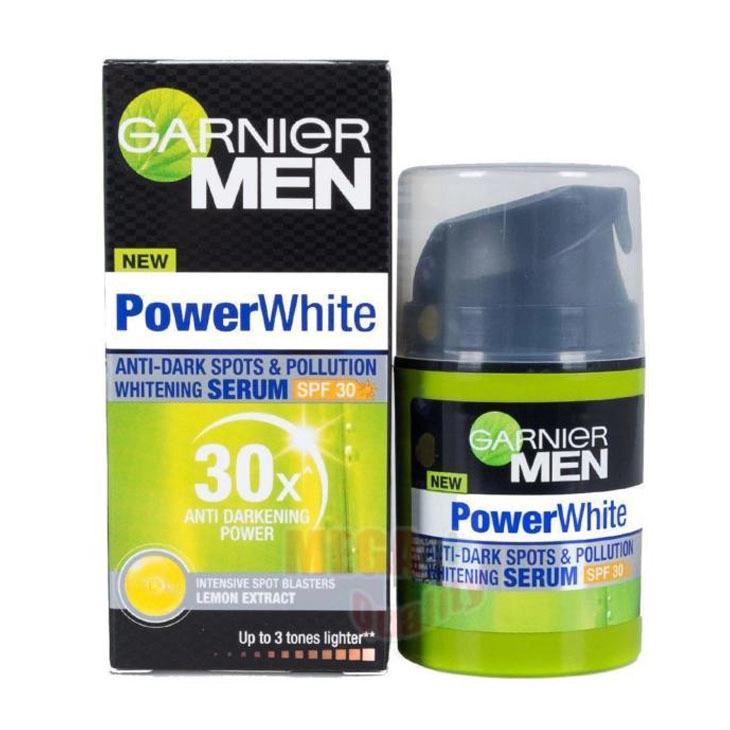 GARNIER
MEN
NEW
PowerWhite
ANTI-DARK SPOTS & POLLUTION
WHITENING SERUM SPF 30
30x
ANTI DARKENING
POWER
INTENSIVE SPOT BLASTERS
LEMON EXTRACT
Up to 3 tones lighter**
GARNIER
MEN
NEW
PowerWhite
ANTI-DARK SPOTS & POLLUTION
WHITENING SERUM SPF 30
MEGA
Quality